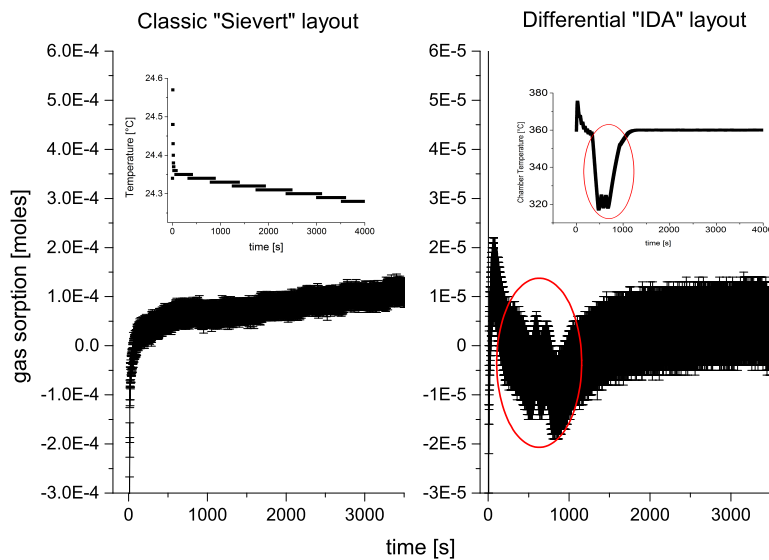 Classic "Sievert" layout
Differential "IDA" layout
gas sorption [moles]
6.0E-4
5.0E-4
4.0E-4
3.0E-4
2.0E-4
1.0E-4
0.0
-1.0E-4
-2.0E-4
-3.0E-4
0
1000
2000
3000
Temperature [°C]
24.6
24.5
24.4
24.3
0
1000
2000
3000
4000
time [s]
6E-5
5E-5
4E-5
3E-5
2E-5
1E-5
0
-1E-5
-2E-5
-3E-5
0
1000
2000
3000
Chamber Temperature [°C]
380
360
340
320
0
1000
2000
3000
4000
time [s]
time [s]